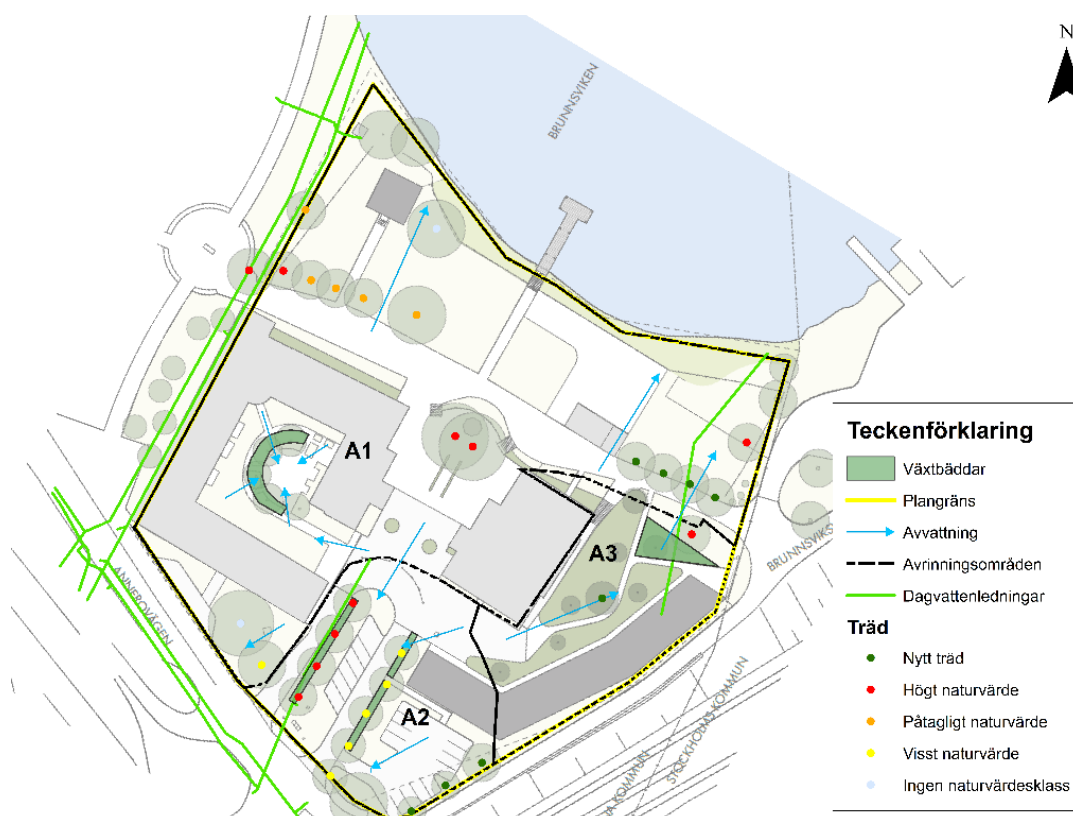 N
BRUNNSVIKEN
A1
A3
A2
BRUNNSVIKS
ANNEROVÄGEN
A KOMMUN
STOCKHOLMS KOMMUN
Teckenförklaring
Växtbäddar
Plangräns
Avvattning
Avrinningsområden
Dagvattenledningar
Träd
Nytt träd
Högt naturvärde
Påtagligt naturvärde
Visst naturvärde
Ingen naturvärdesklass